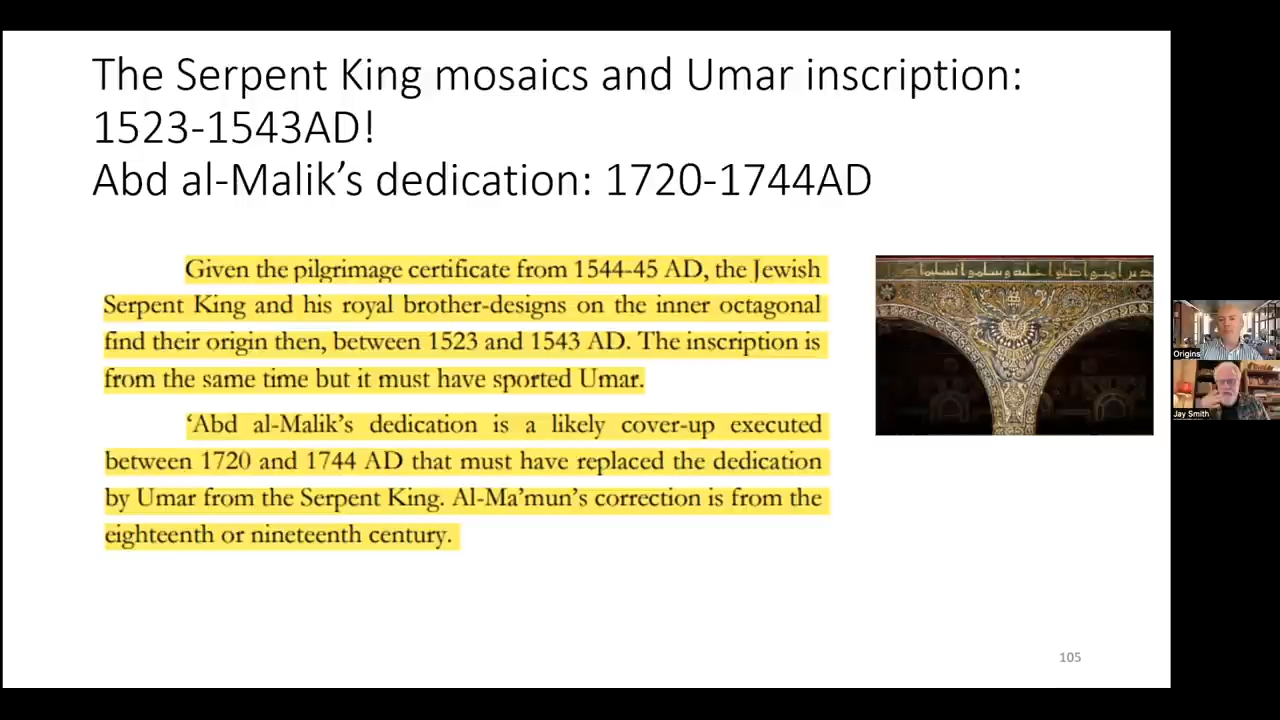 The Serpent King mosaics and Umar inscription:
1523-1543AD!
Abd al-Malik’s dedication: 1720-1744AD
Given the pilgrimage certificate from 1544-45 AD, the Jewish
Serpent King and his royal brother-designs on the inner octagonal
find their origin then, between 1523 and 1543 AD. The inscription is
from the same time but it must have sported Umar.
‘Abd al-Malik’s dedication is a likely cover-up executed
between 1720 and 1744 AD that must have replaced the dedication
by Umar from the Serpent King. Al-Ma’mun’s correction is from the
eighteenth or nineteenth century.
Origins
Jay Smith
105